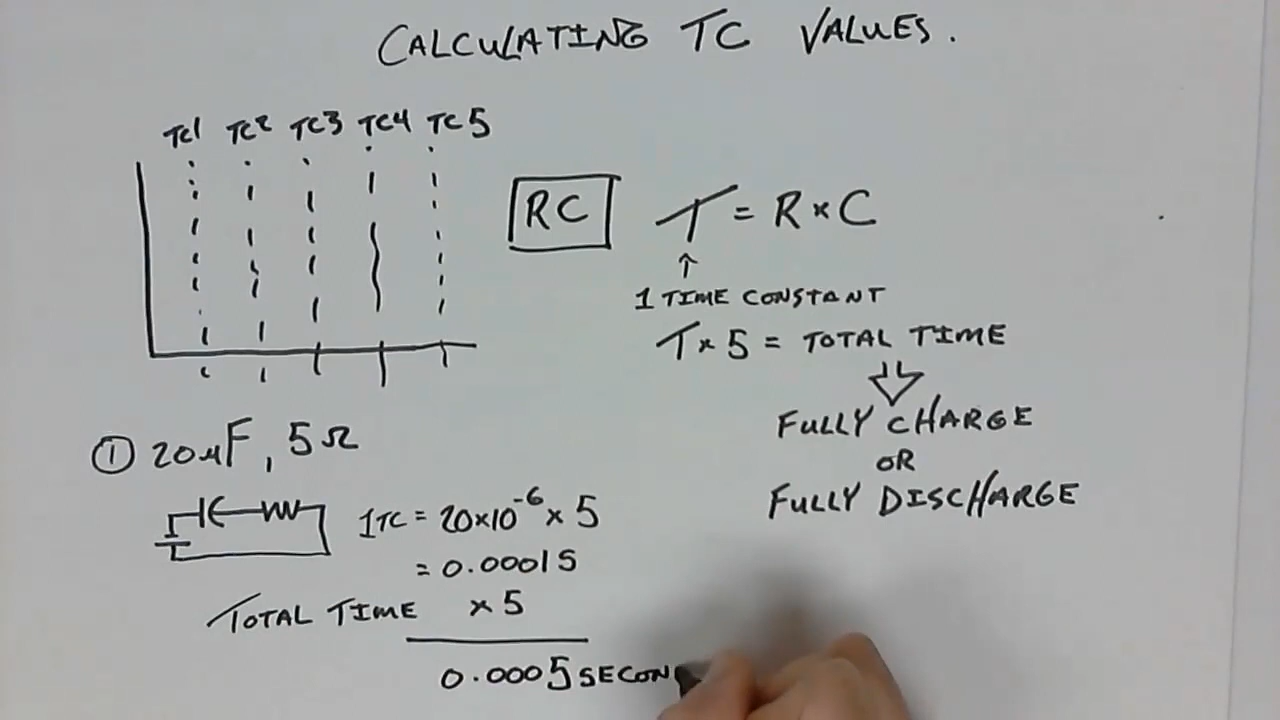 CALCULATING TC VALUES.
TC1 TC2 TC3 TC4 TC5
RC
T = R × C
↑
1 TIME CONSTANT
T × 5 = TOTAL TIME
FULLY CHARGE
OR
FULLY DISCHARGE
① 20μF, 5Ω
1TC = 20×10⁻⁶ × 5
= 0.0001S
TOTAL TIME × 5
0.0005 SECON